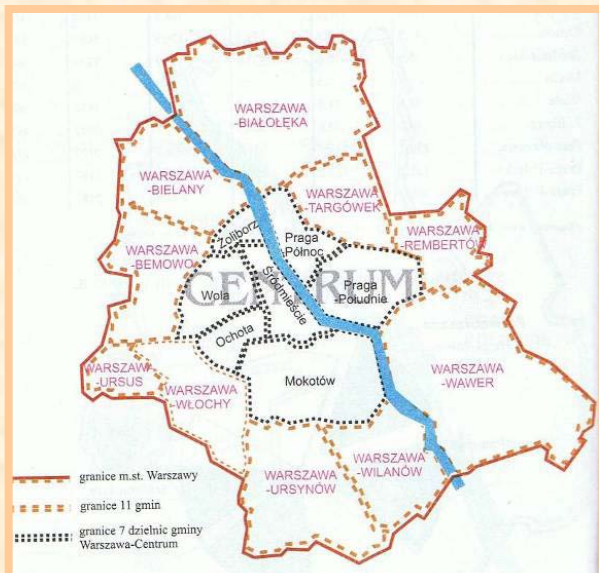 WARSZAWA
-BIAŁOŁĘKA
WARSZAWA
-BIELANY
WARSZAWA
-TARGÓWEK
WARSZAWA
-REMBERTÓW
Żoliborz
Praga
-Północ
WARSZAWA
-BEMOWO
CENTRUM
Śródmieście
Wola
Praga
-Południe
Ochota
WARSZAWA
-URSUS
WARSZAWA
-WŁOCHY
Mokotów
WARSZAWA
-WAWER
WARSZAWA
-URSYNÓW
WARSZAWA
-WILANÓW
granice m.st. Warszawy
granice 11 gmin
granice 7 dzielnic gminy
Warszawa-Centrum